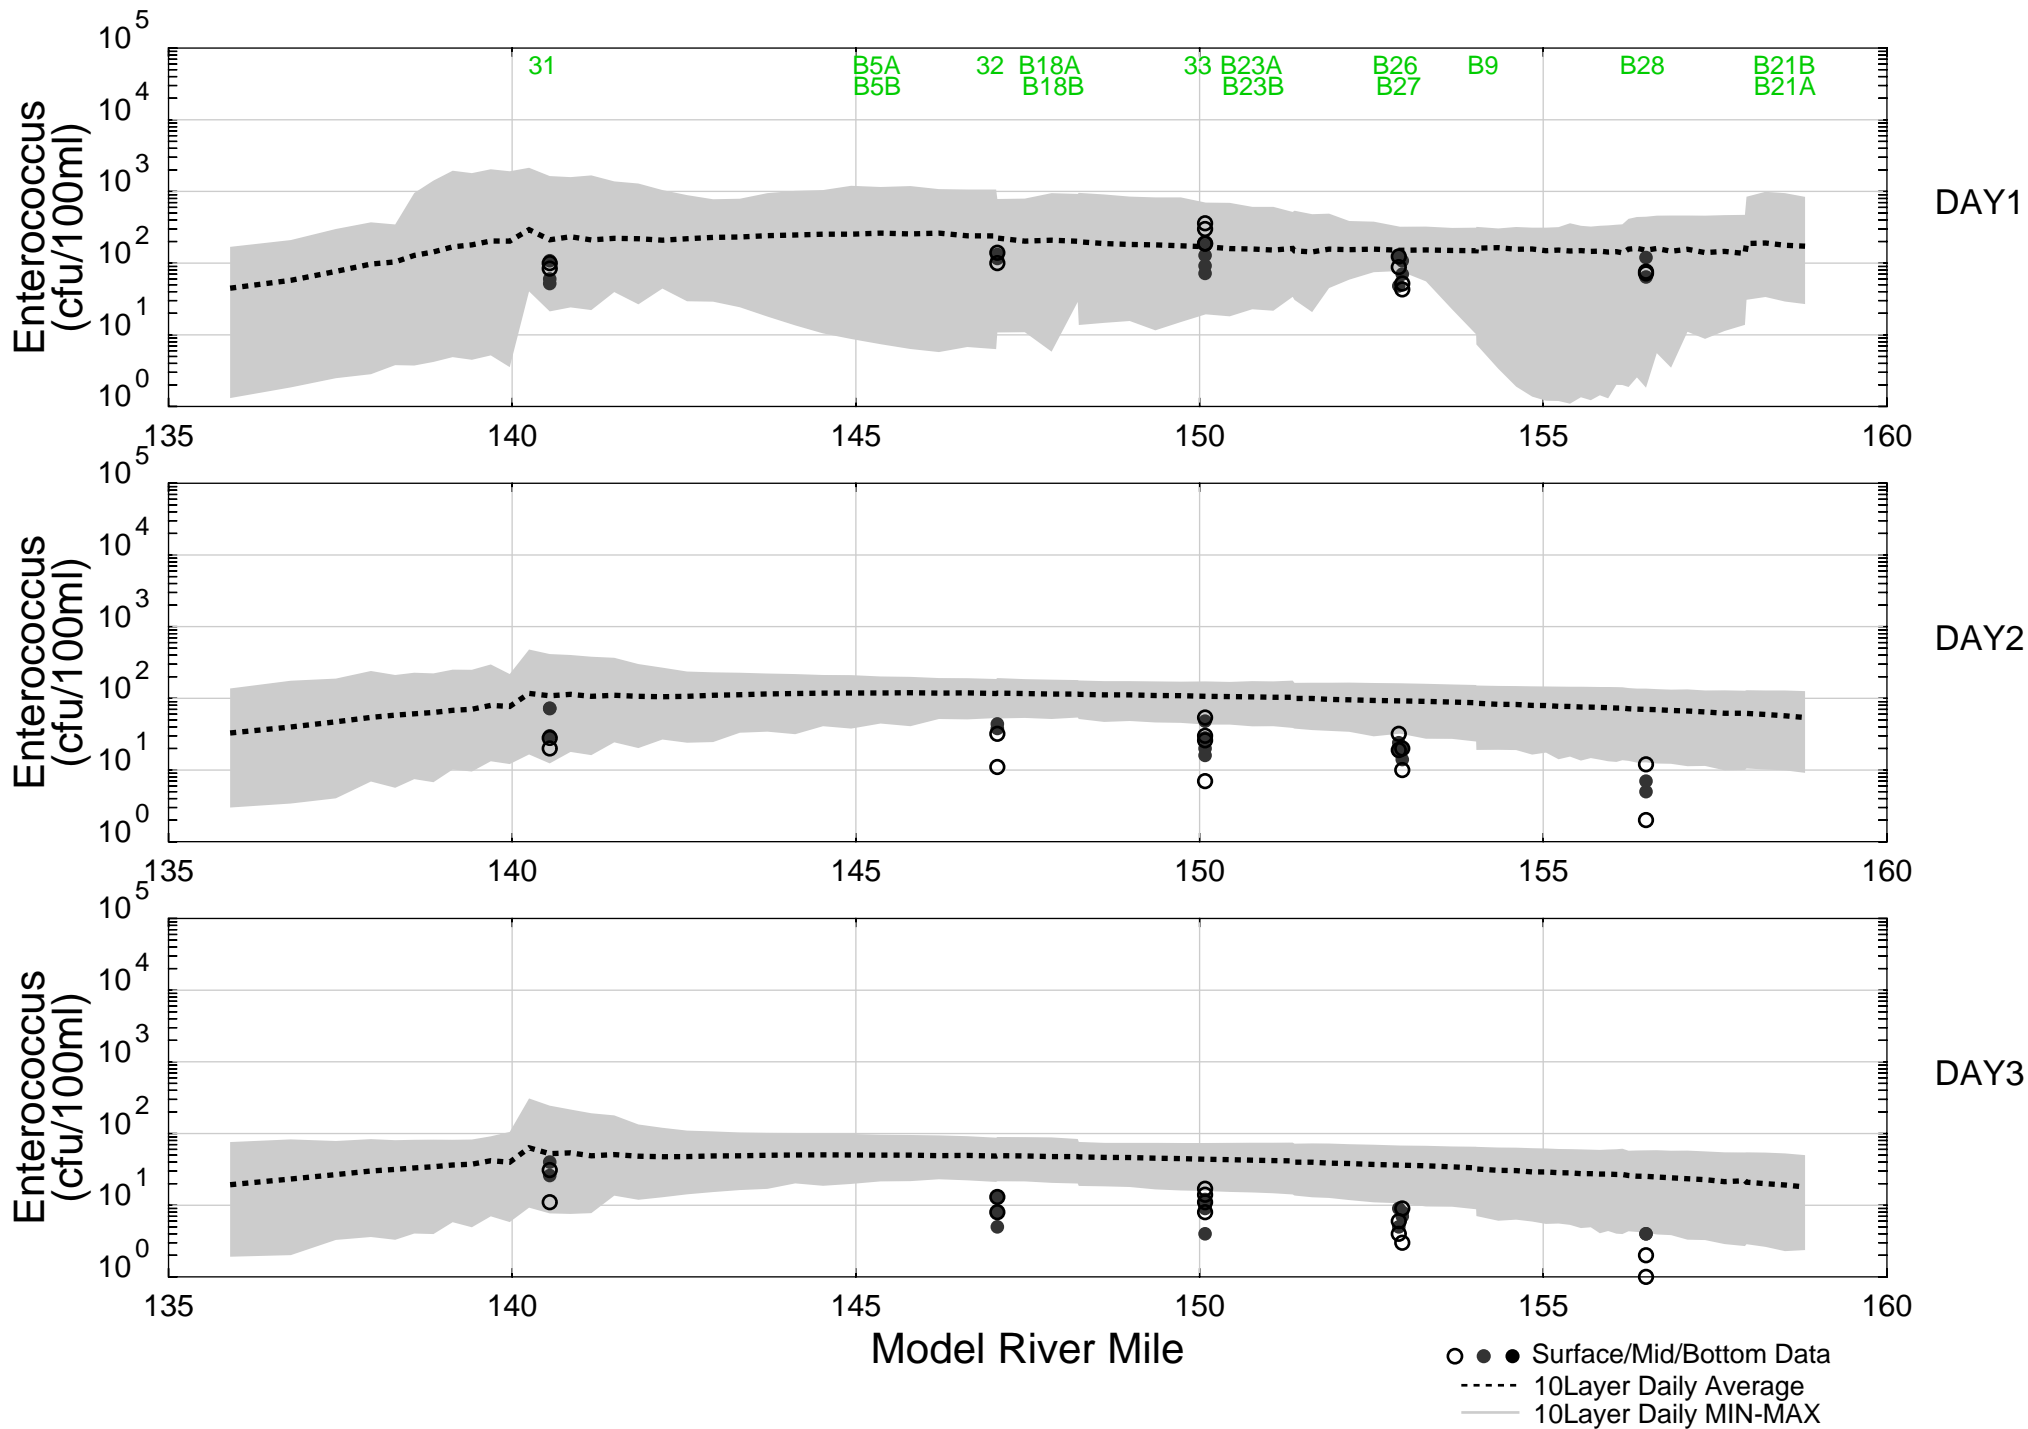 31 B5A 32 B18A 33 B23A B26 B9 B28 B21B
B5B B18B B23B B27 B21A
10^5
10^4
10^3
10^2
10^1
10^0
Enterococcus
(cfu/100ml)
DAY1
135 140 145 150 155 160
10^5
10^4
10^3
10^2
10^1
10^0
Enterococcus
(cfu/100ml)
DAY2
135 140 145 150 155 160
10^5
10^4
10^3
10^2
10^1
10^0
Enterococcus
(cfu/100ml)
DAY3
135 140 145 150 155 160
Model River Mile
Surface/Mid/Bottom Data
10Layer Daily Average
10Layer Daily MIN-MAX